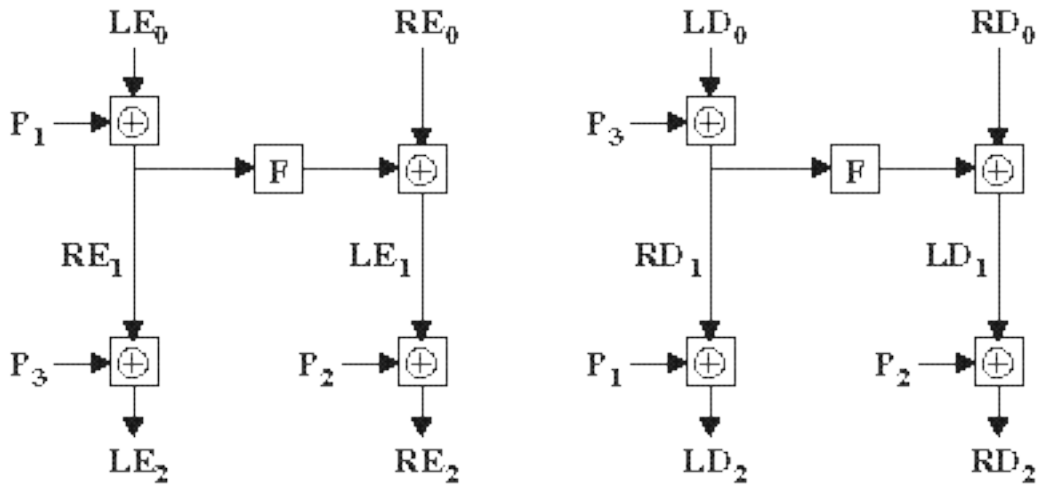 LE₀ RE₀ LD₀ RD₀
P₁ P₃
F F
RE₁ LE₁ RD₁ LD₁
P₃ P₂ P₁ P₂
LE₂ RE₂ LD₂ RD₂